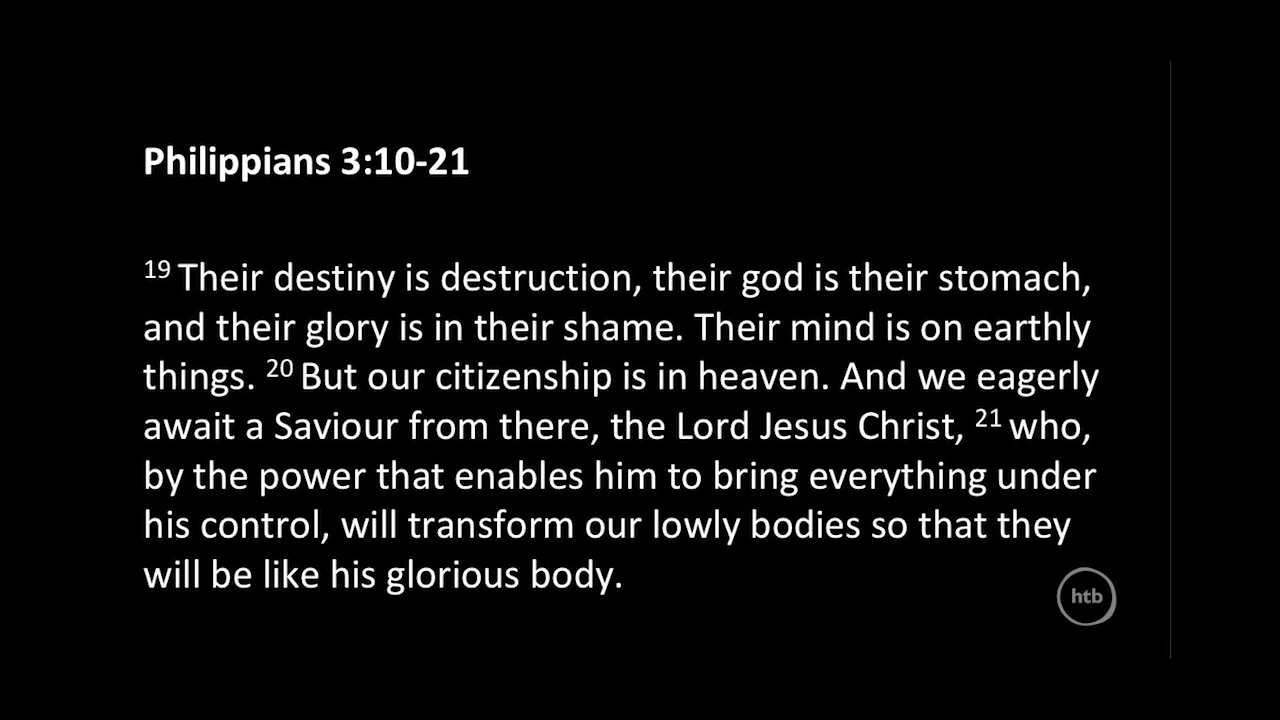 Philippians 3:10-21
19 Their destiny is destruction, their god is their stomach,
and their glory is in their shame. Their mind is on earthly
things. 20 But our citizenship is in heaven. And we eagerly
await a Saviour from there, the Lord Jesus Christ, 21 who,
by the power that enables him to bring everything under
his control, will transform our lowly bodies so that they
will be like his glorious body.
htb